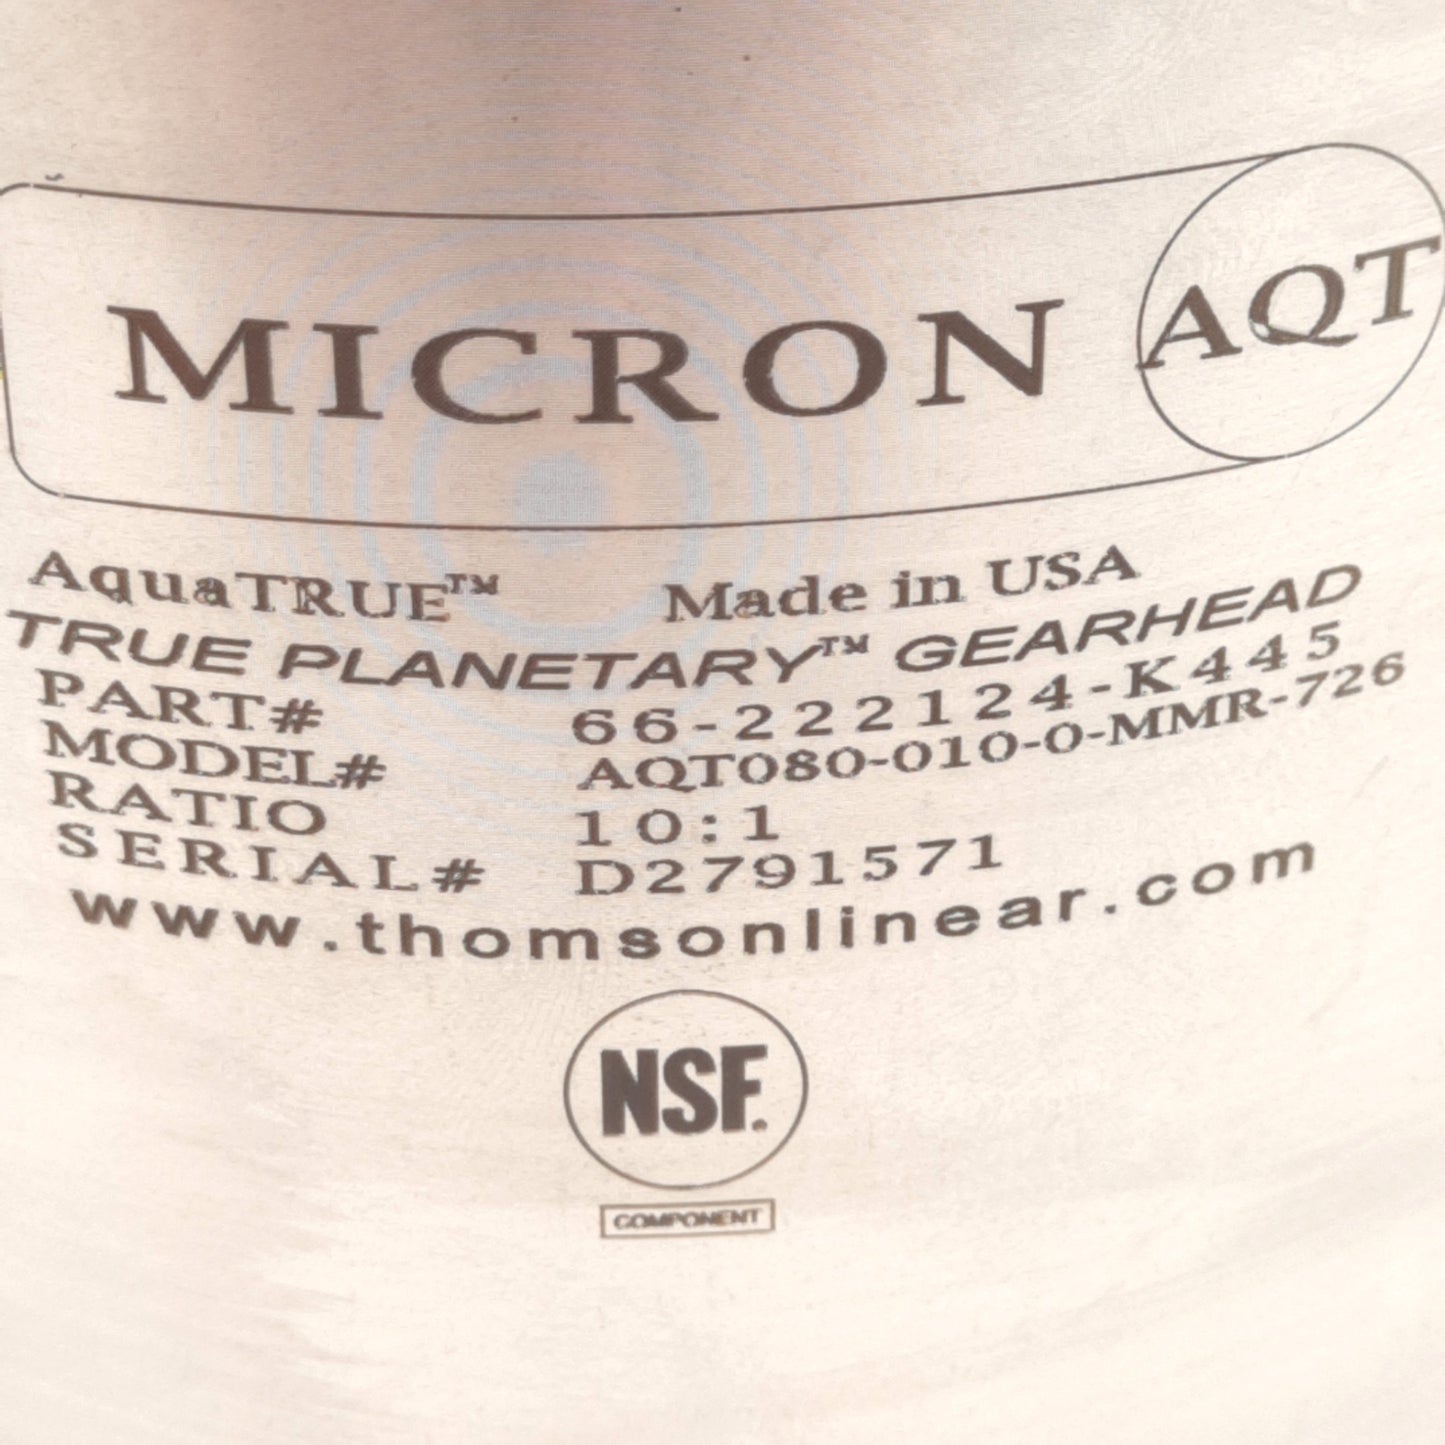 MICRON AQT
AquaTRUE™ Made in USA
TRUE PLANETARY™ GEARHEAD
PART# 66-222124-K445
MODEL# AQT080-010-0-MMR-726
RATIO 10:1
SERIAL# D2791571
www.thomsonlinear.com
NSF.
COMPONENT